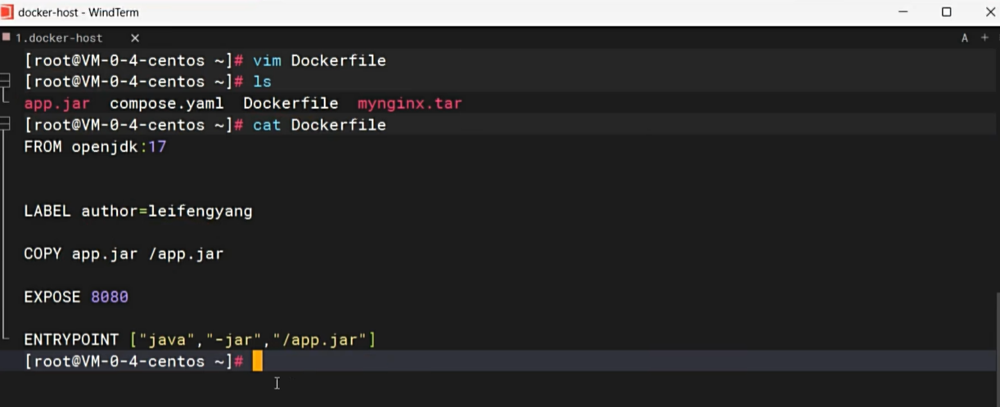 docker-host - WindTerm
1.docker-host
A
[root@VM-0-4-centos ~]# vim Dockerfile
[root@VM-0-4-centos ~]# ls
app.jar  compose.yaml  Dockerfile  mynginx.tar
[root@VM-0-4-centos ~]# cat Dockerfile
FROM openjdk:17
LABEL author=leifengyang
COPY app.jar /app.jar
EXPOSE 8080
ENTRYPOINT ["java","-jar","/app.jar"]
[root@VM-0-4-centos ~]#